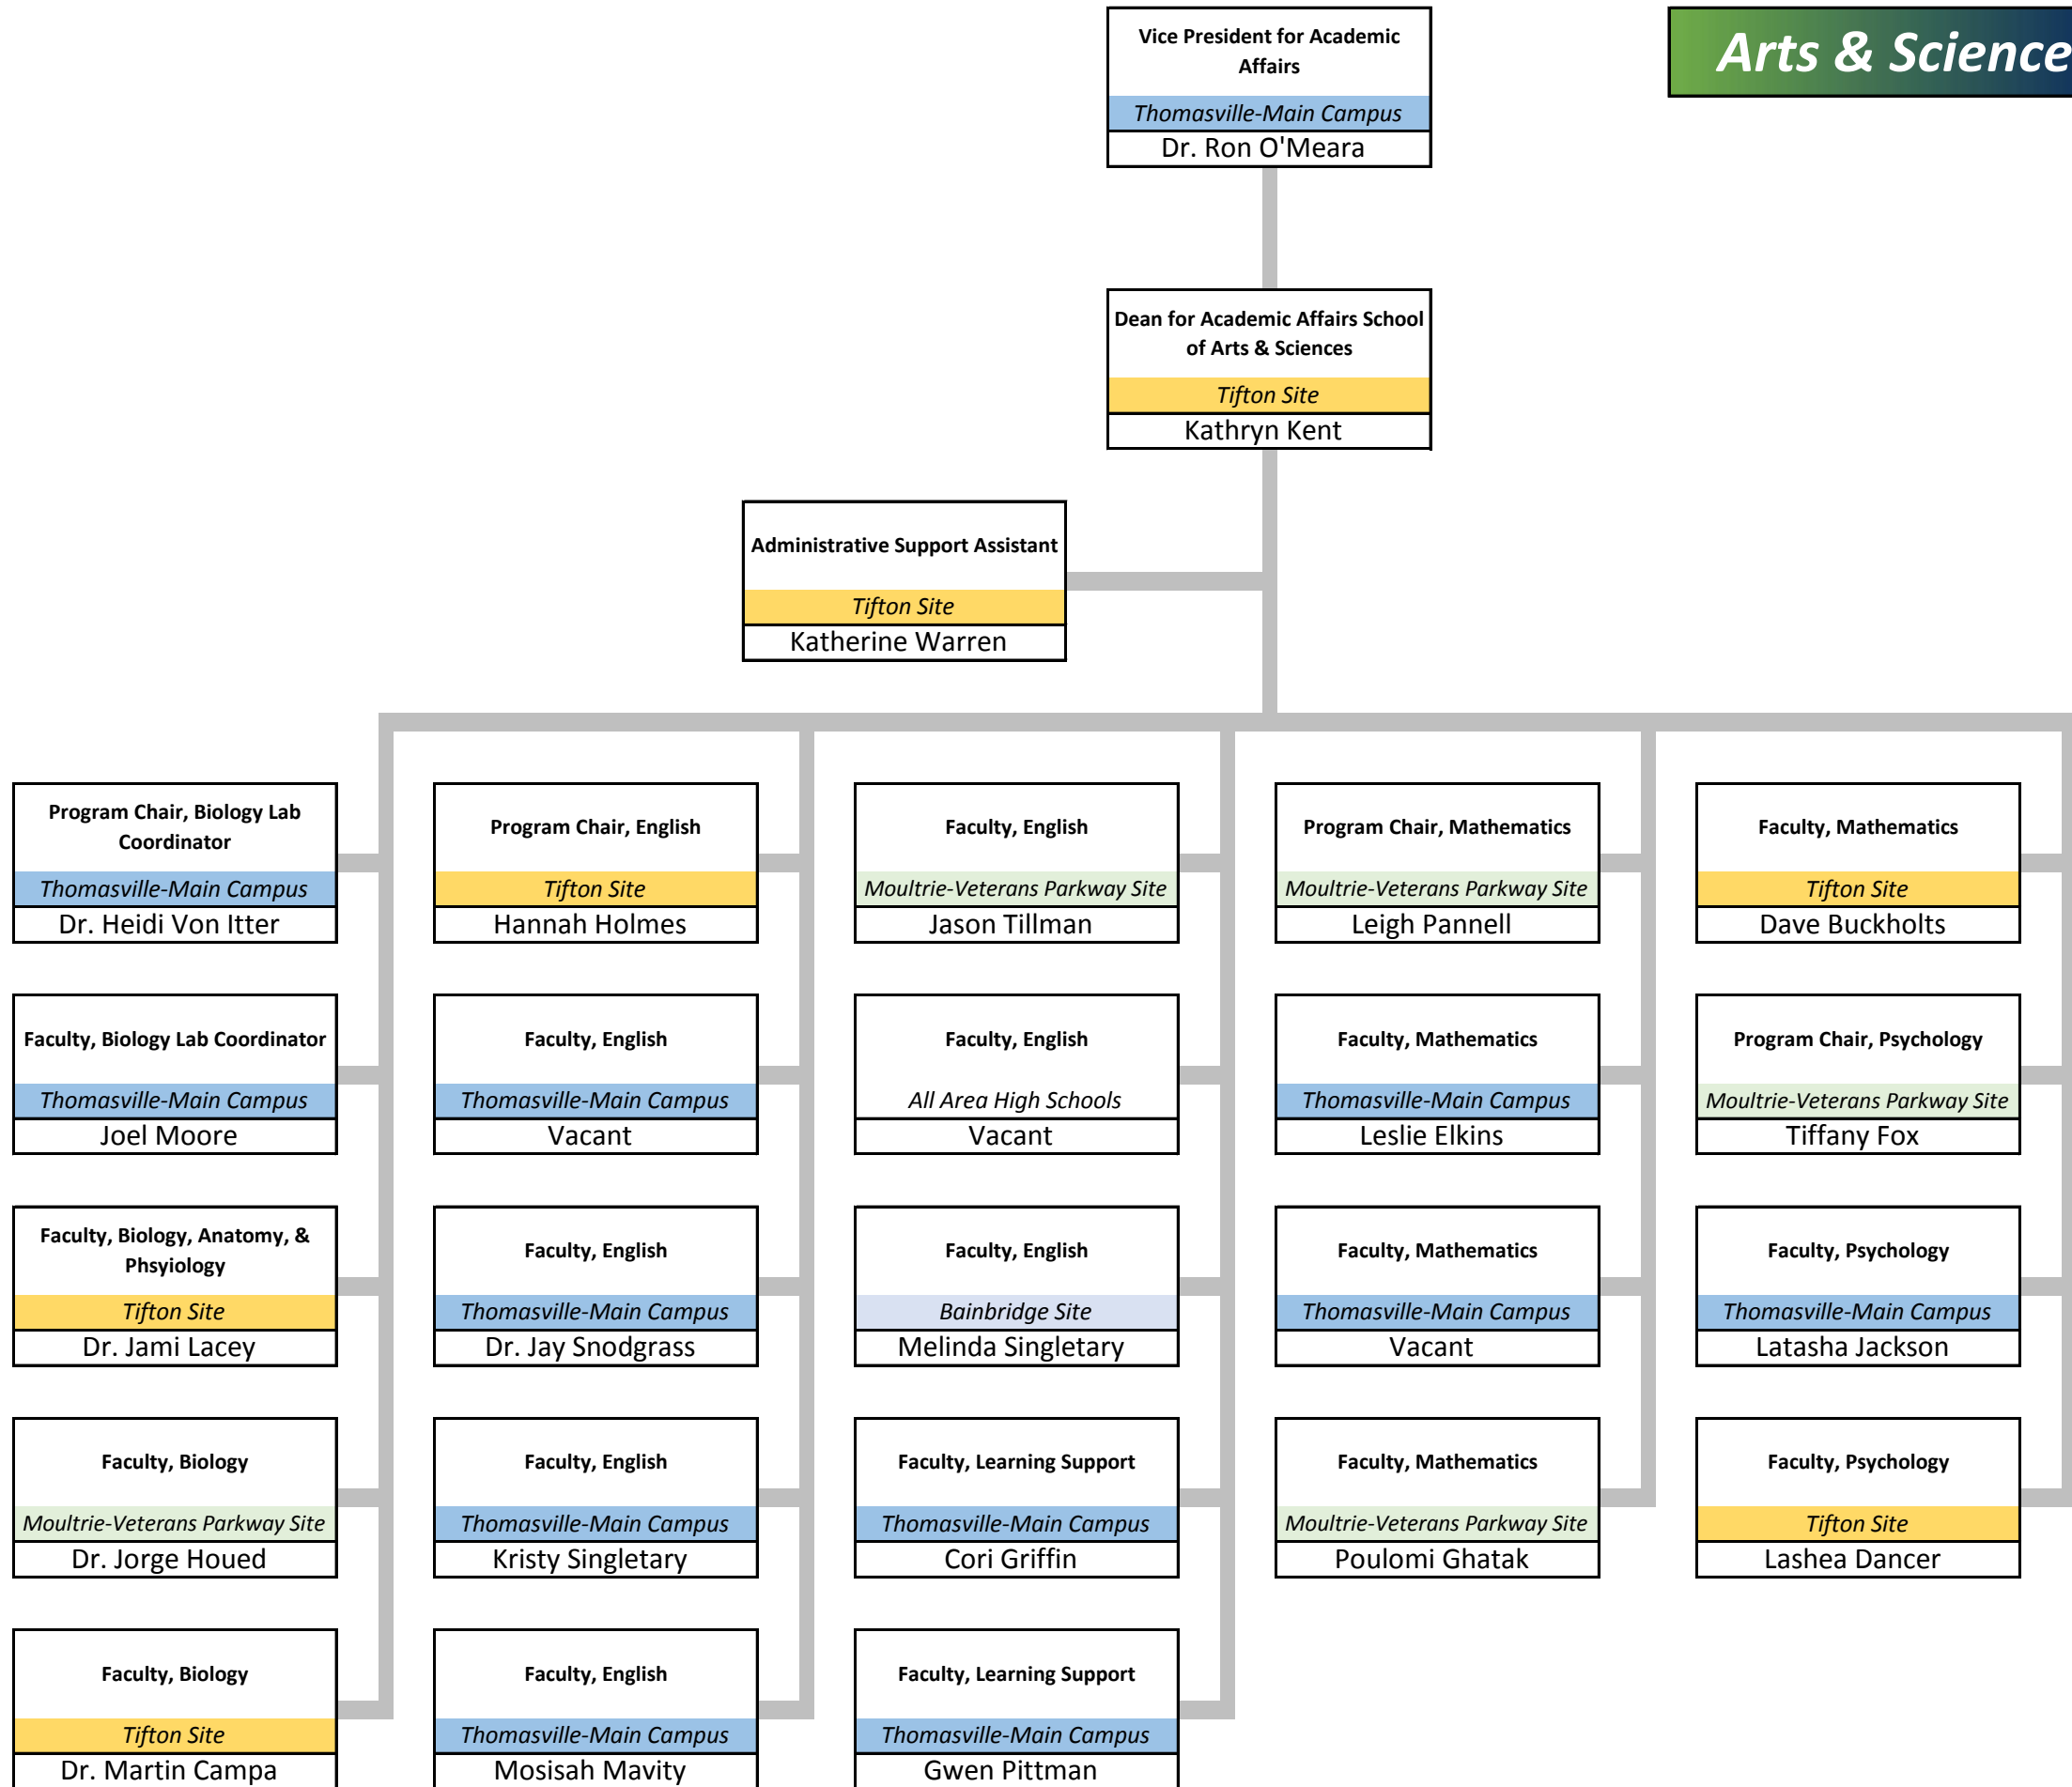 Vice President for Academic
Affairs
Thomasville-Main Campus
Dr. Ron O'Meara
Arts & Science
Dean for Academic Affairs School
of Arts & Sciences
Tifton Site
Kathryn Kent
Administrative Support Assistant
Tifton Site
Katherine Warren
Program Chair, Biology Lab
Coordinator
Thomasville-Main Campus
Dr. Heidi Von Itter
Program Chair, English
Tifton Site
Hannah Holmes
Faculty, English
Moultrie-Veterans Parkway Site
Jason Tillman
Program Chair, Mathematics
Moultrie-Veterans Parkway Site
Leigh Pannell
Faculty, Mathematics
Tifton Site
Dave Buckholts
Faculty, Biology Lab Coordinator
Thomasville-Main Campus
Joel Moore
Faculty, English
Thomasville-Main Campus
Vacant
Faculty, English
All Area High Schools
Vacant
Faculty, Mathematics
Thomasville-Main Campus
Leslie Elkins
Program Chair, Psychology
Moultrie-Veterans Parkway Site
Tiffany Fox
Faculty, Biology, Anatomy, &
Phsyiology
Tifton Site
Dr. Jami Lacey
Faculty, English
Thomasville-Main Campus
Dr. Jay Snodgrass
Faculty, English
Bainbridge Site
Melinda Singletary
Faculty, Mathematics
Thomasville-Main Campus
Vacant
Faculty, Psychology
Thomasville-Main Campus
Latasha Jackson
Faculty, Biology
Moultrie-Veterans Parkway Site
Dr. Jorge Houed
Faculty, English
Thomasville-Main Campus
Kristy Singletary
Faculty, Learning Support
Thomasville-Main Campus
Cori Griffin
Faculty, Mathematics
Moultrie-Veterans Parkway Site
Poulomi Ghatak
Faculty, Psychology
Tifton Site
Lashea Dancer
Faculty, Biology
Tifton Site
Dr. Martin Campa
Faculty, English
Thomasville-Main Campus
Mosisah Mavity
Faculty, Learning Support
Thomasville-Main Campus
Gwen Pittman